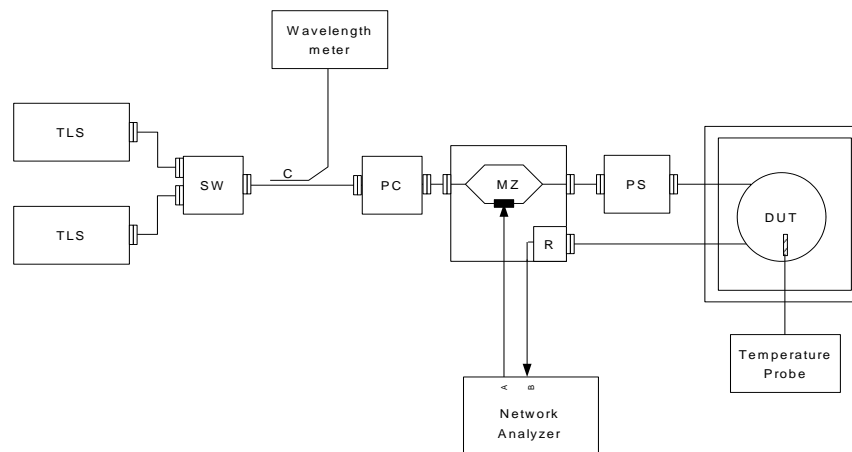 Wavelength
meter
TLS
C
SW
PC
MZ
PS
TLS
R
DUT
A
B
Network
Analyzer
Temperature
Probe